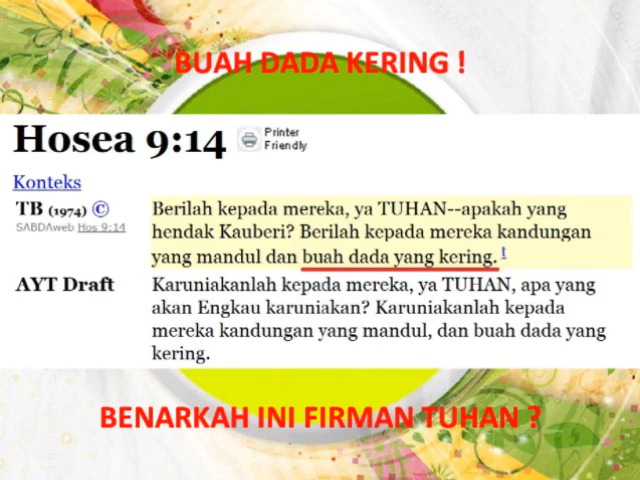 BUAH DADA KERING !
Hosea 9:14 Printer Friendly
Konteks
TB (1974) © Berilah kepada mereka, ya TUHAN--apakah yang
SABDAweb Hos 9:14 hendak Kauberi? Berilah kepada mereka kandungan
yang mandul dan buah dada yang kering. t
AYT Draft Karuniakanlah kepada mereka, ya TUHAN, apa yang
akan Engkau karuniakan? Karuniakanlah kepada
mereka kandungan yang mandul, dan buah dada yang
kering.
BENARKAH INI FIRMAN TUHAN ?